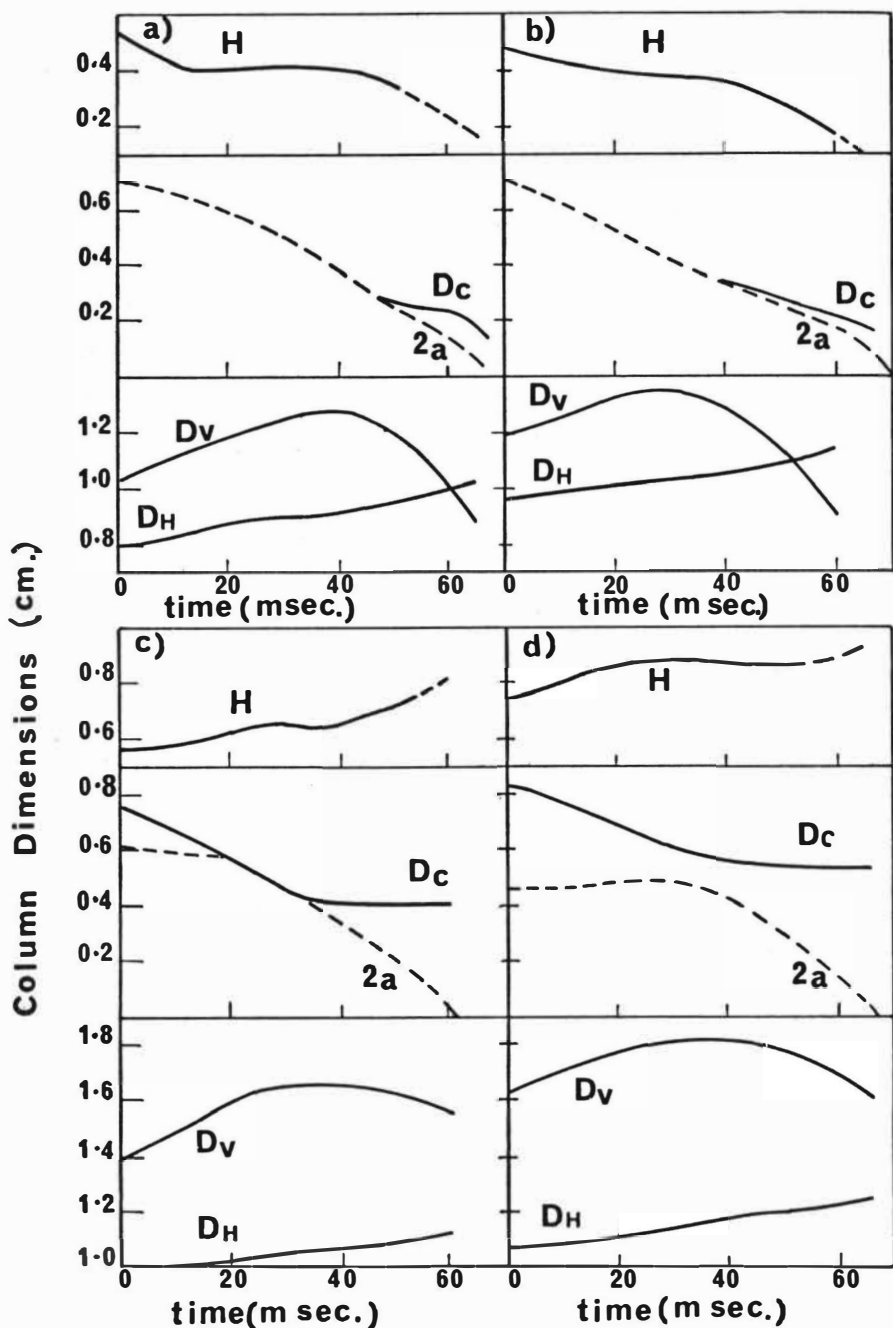 a)
H
b)
H
0·4
0·2
0·6
0·4
0·2
Dc
2a
Dc
2a
1·2
1·0
0·8
Dv
DH
Dv
DH
0 20 40 60
time (msec.)
0 20 40 60
time (m sec.)
Column Dimensions (cm.)
c)
H
d)
H
0·8
0·6
0·8
0·6
0·4
0·2
Dc
2a
Dc
2a
1·8
1·6
1·4
1·2
1·0
Dv
DH
Dv
DH
0 20 40 60
time(m sec.)
0 20 40 60
time(m sec.)